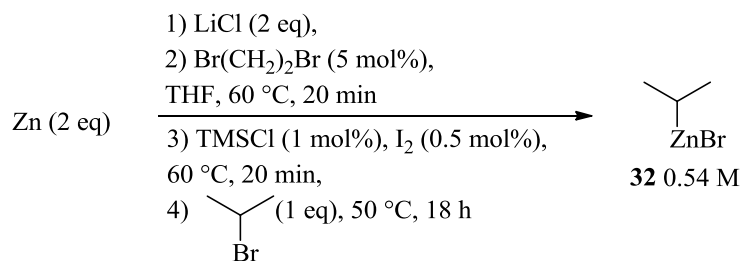 1) LiCl (2 eq),
2) Br(CH₂)₂Br (5 mol%),
THF, 60 °C, 20 min
Zn (2 eq)
3) TMSCl (1 mol%), I₂ (0.5 mol%),
60 °C, 20 min,
4) (1 eq), 50 °C, 18 h
Br
ZnBr
32 0.54 M